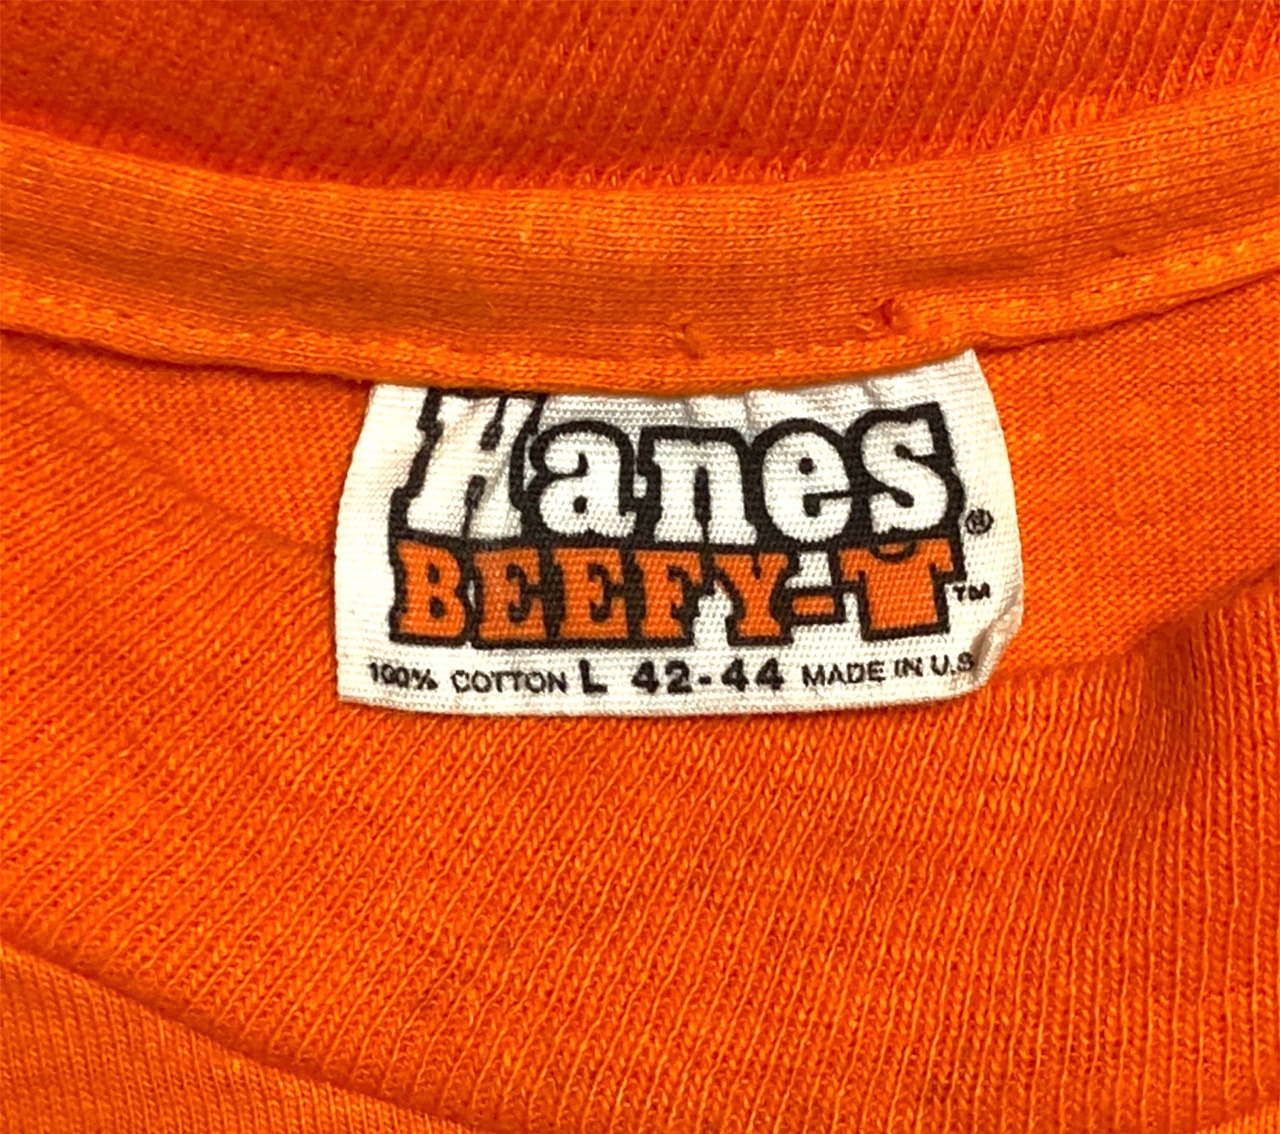 Hanes®
BEEFY-T™
100% COTTON L 42-44 MADE IN U.S